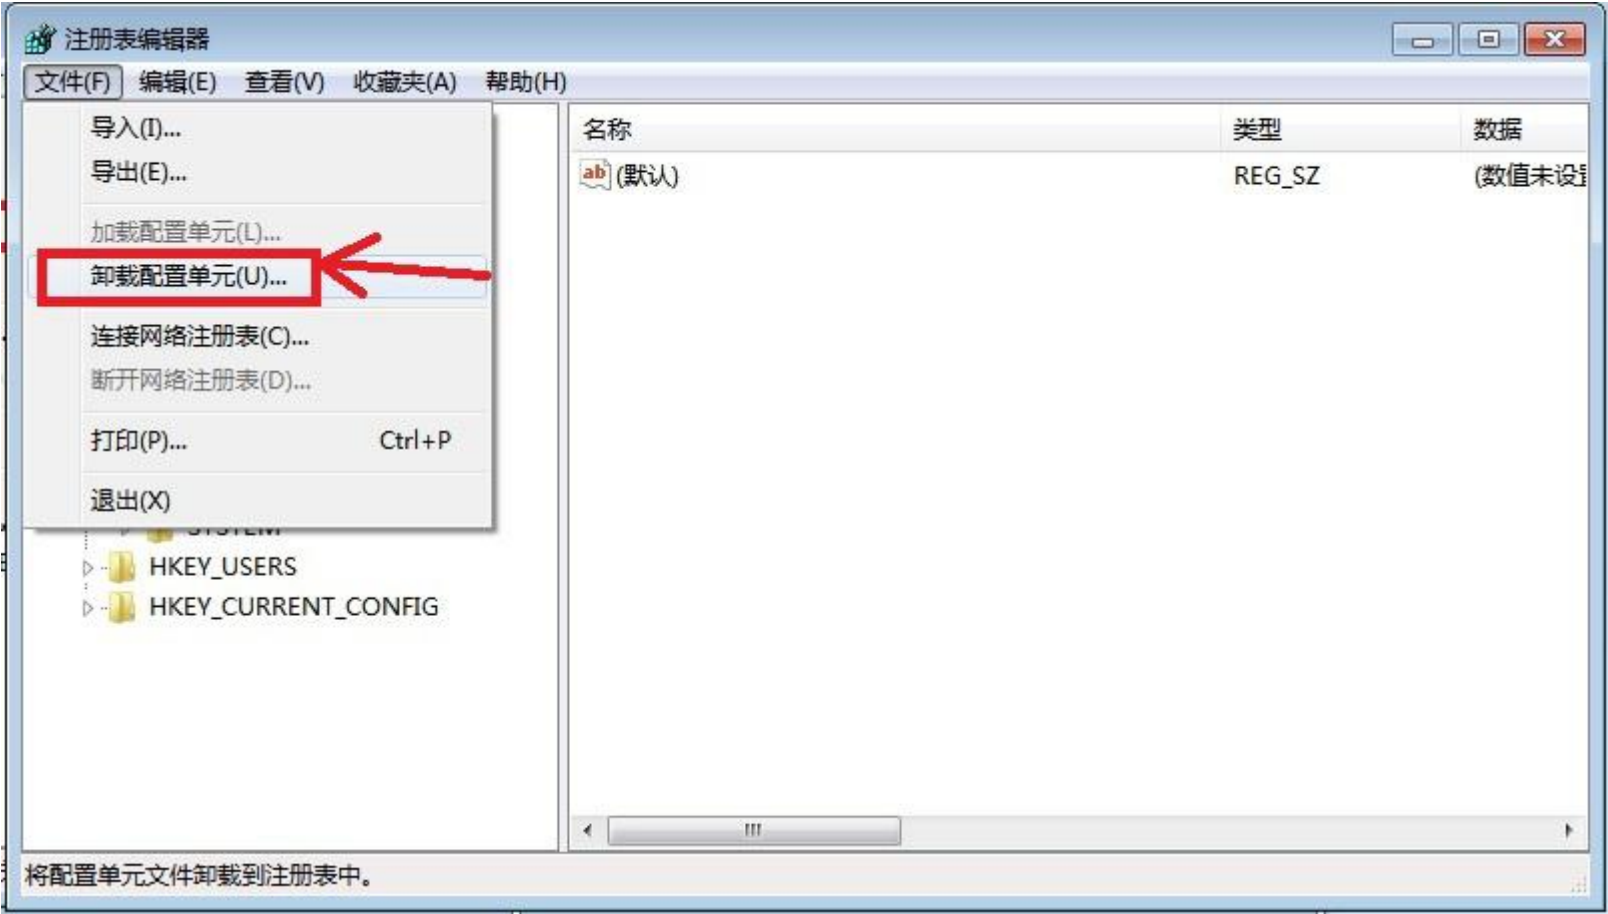 注册表编辑器
文件(F) 编辑(E) 查看(V) 收藏夹(A) 帮助(H)
导入(I)...
导出(E)...
加载配置单元(L)...
卸载配置单元(U)...
连接网络注册表(C)...
断开网络注册表(D)...
打印(P)... Ctrl+P
退出(X)
SYSTEM
HKEY_USERS
HKEY_CURRENT_CONFIG
名称 类型 数据
ab (默认) REG_SZ (数值未设
将配置单元文件卸载到注册表中。